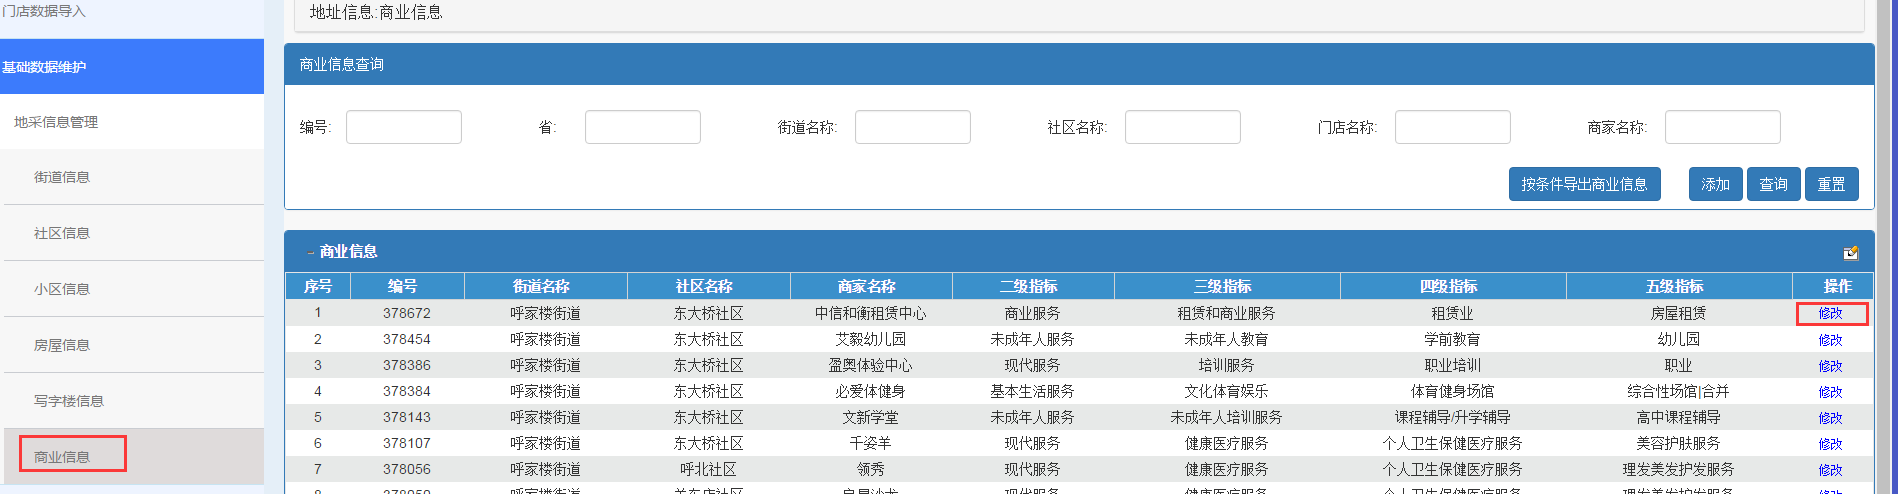 门店数据导入
基础数据维护
地采信息管理
街道信息
社区信息
小区信息
房屋信息
写字楼信息
商业信息
地址信息:商业信息
商业信息查询
编号: 省: 街道名称: 社区名称: 门店名称: 商家名称:
按条件导出商业信息 添加 查询 重置
商业信息
序号 编号 街道名称 社区名称 商家名称 二级指标 三级指标 四级指标 五级指标 操作
1 378672 呼家楼街道 东大桥社区 中信和衡租赁中心 商业服务 租赁和商业服务 租赁业 房屋租赁 修改
2 378454 呼家楼街道 东大桥社区 艾毅幼儿园 未成年人服务 未成年人教育 学前教育 幼儿园 修改
3 378386 呼家楼街道 东大桥社区 盈奥体验中心 现代服务 培训服务 职业培训 职业 修改
4 378384 呼家楼街道 东大桥社区 必爱体健身 基本生活服务 文化体育娱乐 体育健身场馆 综合性场馆|合并 修改
5 378143 呼家楼街道 东大桥社区 文新学堂 未成年人服务 未成年人培训服务 课程辅导/升学辅导 高中课程辅导 修改
6 378107 呼家楼街道 东大桥社区 千姿羊 现代服务 健康医疗服务 个人卫生保健医疗服务 美容护肤服务 修改
7 378056 呼家楼街道 呼北社区 领秀 现代服务 健康医疗服务 个人卫生保健医疗服务 理发美发护发服务 修改